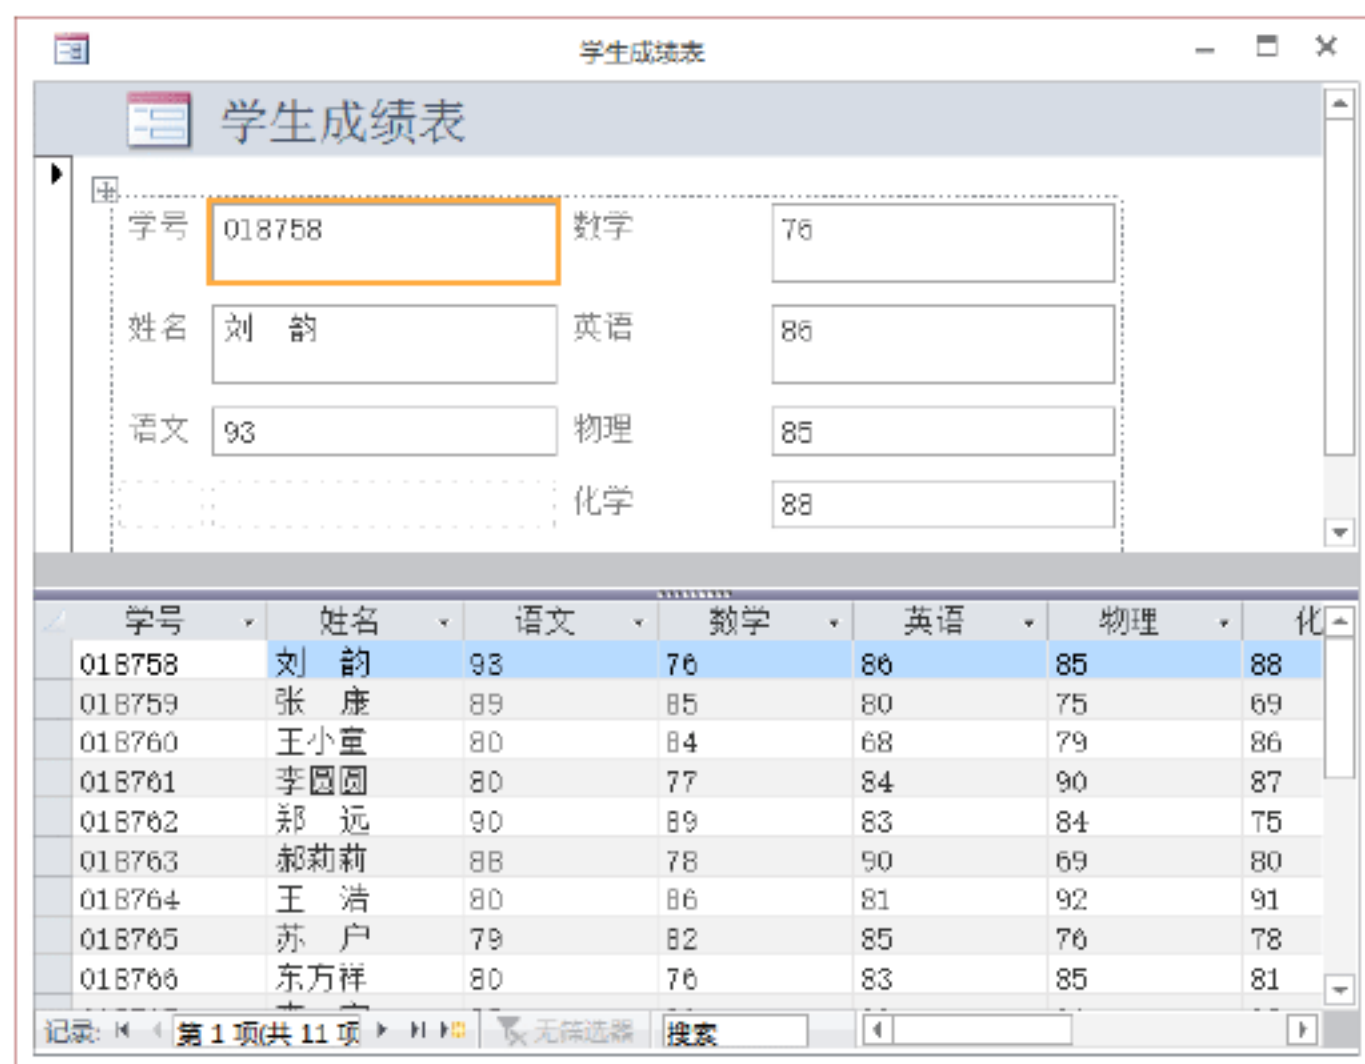 学生成绩表
学生成绩表
学号 018758 数学 76
姓名 刘 韵 英语 86
语文 93 物理 85
化学 88
学号 姓名 语文 数学 英语 物理 化
018758 刘 韵 93 76 86 85 88
018759 张 康 89 85 80 75 69
018760 王小童 80 84 68 79 86
018761 李圆圆 80 77 84 90 87
018762 郑 远 90 89 83 84 75
018763 郝莉莉 88 78 90 69 80
018764 王 浩 80 86 81 92 91
018765 苏 户 79 82 85 76 78
018766 东方祥 80 76 83 85 81
记录: 第 1 项(共 11 项 无筛选器 搜索